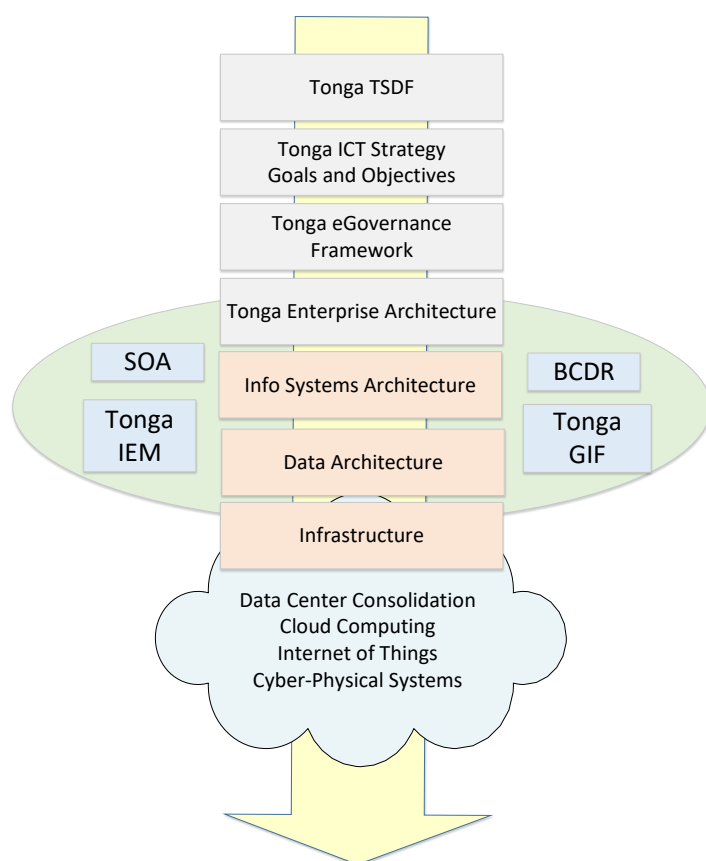 Tonga TSDF
Tonga ICT Strategy
Goals and Objectives
Tonga eGovernance
Framework
Tonga Enterprise Architecture
SOA
Info Systems Architecture
BCDR
Tonga
IEM
Tonga
GIF
Data Architecture
Infrastructure
Data Center Consolidation
Cloud Computing
Internet of Things
Cyber-Physical Systems